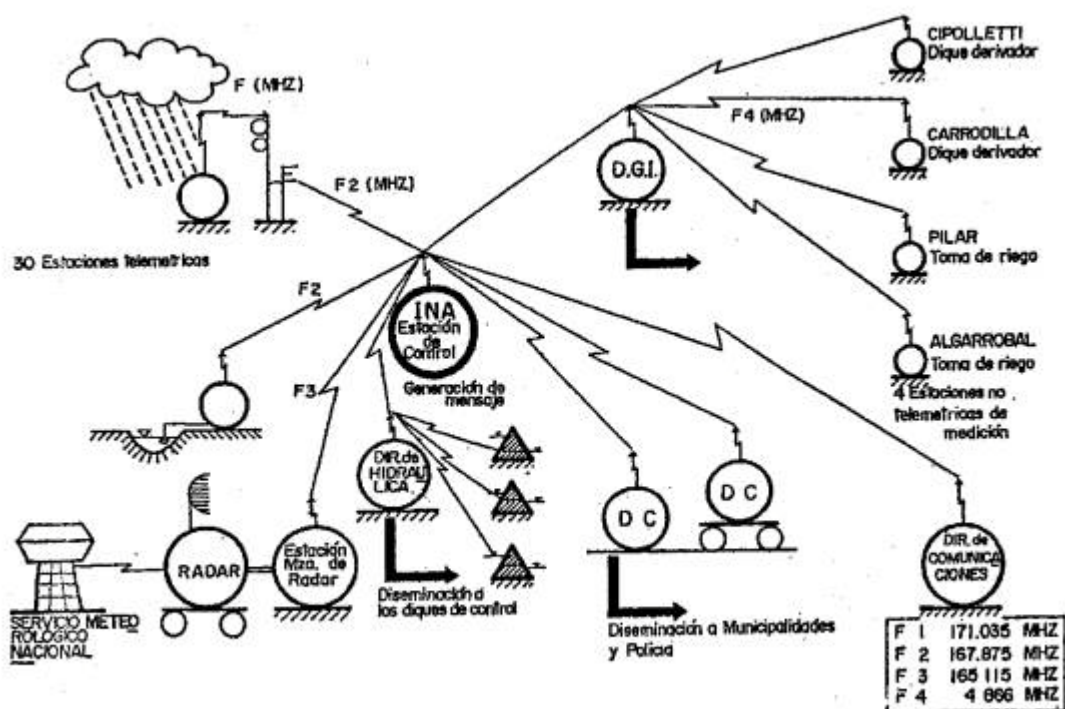 F (MHZ)
F2 (MHZ)
30 Estaciones telemetricas
F2
F3
INA
Estación
de
Control
Generación de
mensaje
D.G.I.
F4 (MHZ)
CIPOLLETTI
Dique derivador
CARRODILLA
Dique derivador
PILAR
Toma de riego
ALGARROBAL
Toma de riego
4 Estaciones no
telemetricas de
medición
DIR. de
HIDRAU
LICA
Diseminación a
los diques de control
D C
D C
Diseminación a Municipalidades
y Policia
DIR. de
COMUNICA
CIONES
RADAR
Estación
Mza. de
Radar
SERVICIO METEO
ROLOGICO
NACIONAL
F 1 171.035 MHZ
F 2 167.875 MHZ
F 3 165 115 MHZ
F 4 4 866 MHZ